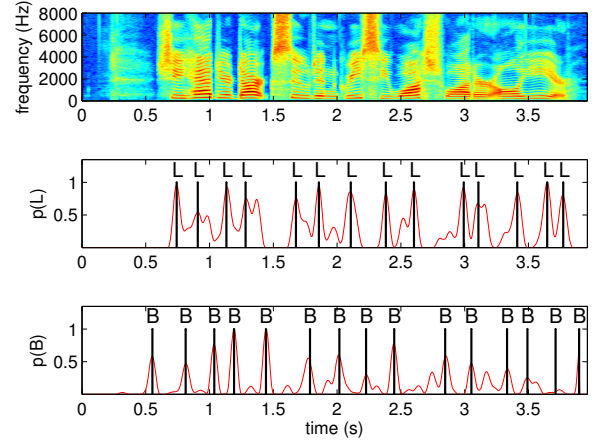 8000
6000
4000
2000
0
frequency (Hz)
0 0.5 1 1.5 2 2.5 3 3.5
L L L L L L L L L L L L L L
1
0.5
p(L)
0 0.5 1 1.5 2 2.5 3 3.5
B B B B B B B B B B B B B B B
1
0.5
p(B)
0 0.5 1 1.5 2 2.5 3 3.5
time (s)